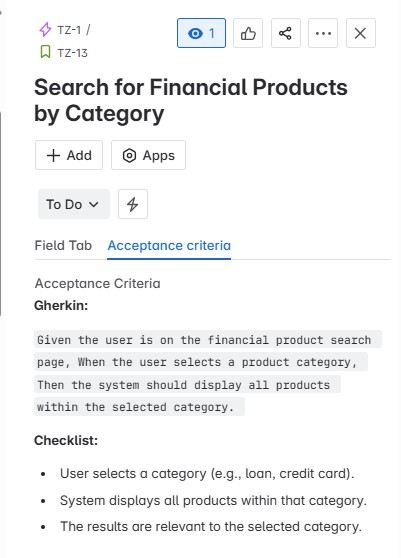 TZ-1 /
TZ-13
1
Search for Financial Products
by Category
Add
Apps
To Do
Field Tab
Acceptance criteria
Acceptance Criteria
Gherkin:
Given the user is on the financial product search
page, When the user selects a product category,
Then the system should display all products
within the selected category.
Checklist:
• User selects a category (e.g., loan, credit card).
• System displays all products within that category.
• The results are relevant to the selected category.